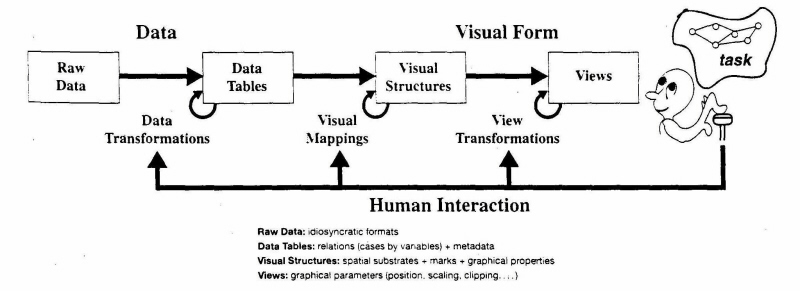 Data
Visual Form
task
Raw
Data
Data
Tables
Visual
Structures
Views
Data
Transformations
Visual
Mappings
View
Transformations
Human Interaction
Raw Data: idiosyncratic formats
Data Tables: relations (cases by variables) + metadata
Visual Structures: spatial substrates + marks + graphical properties
Views: graphical parameters (position, scaling, clipping, ...)